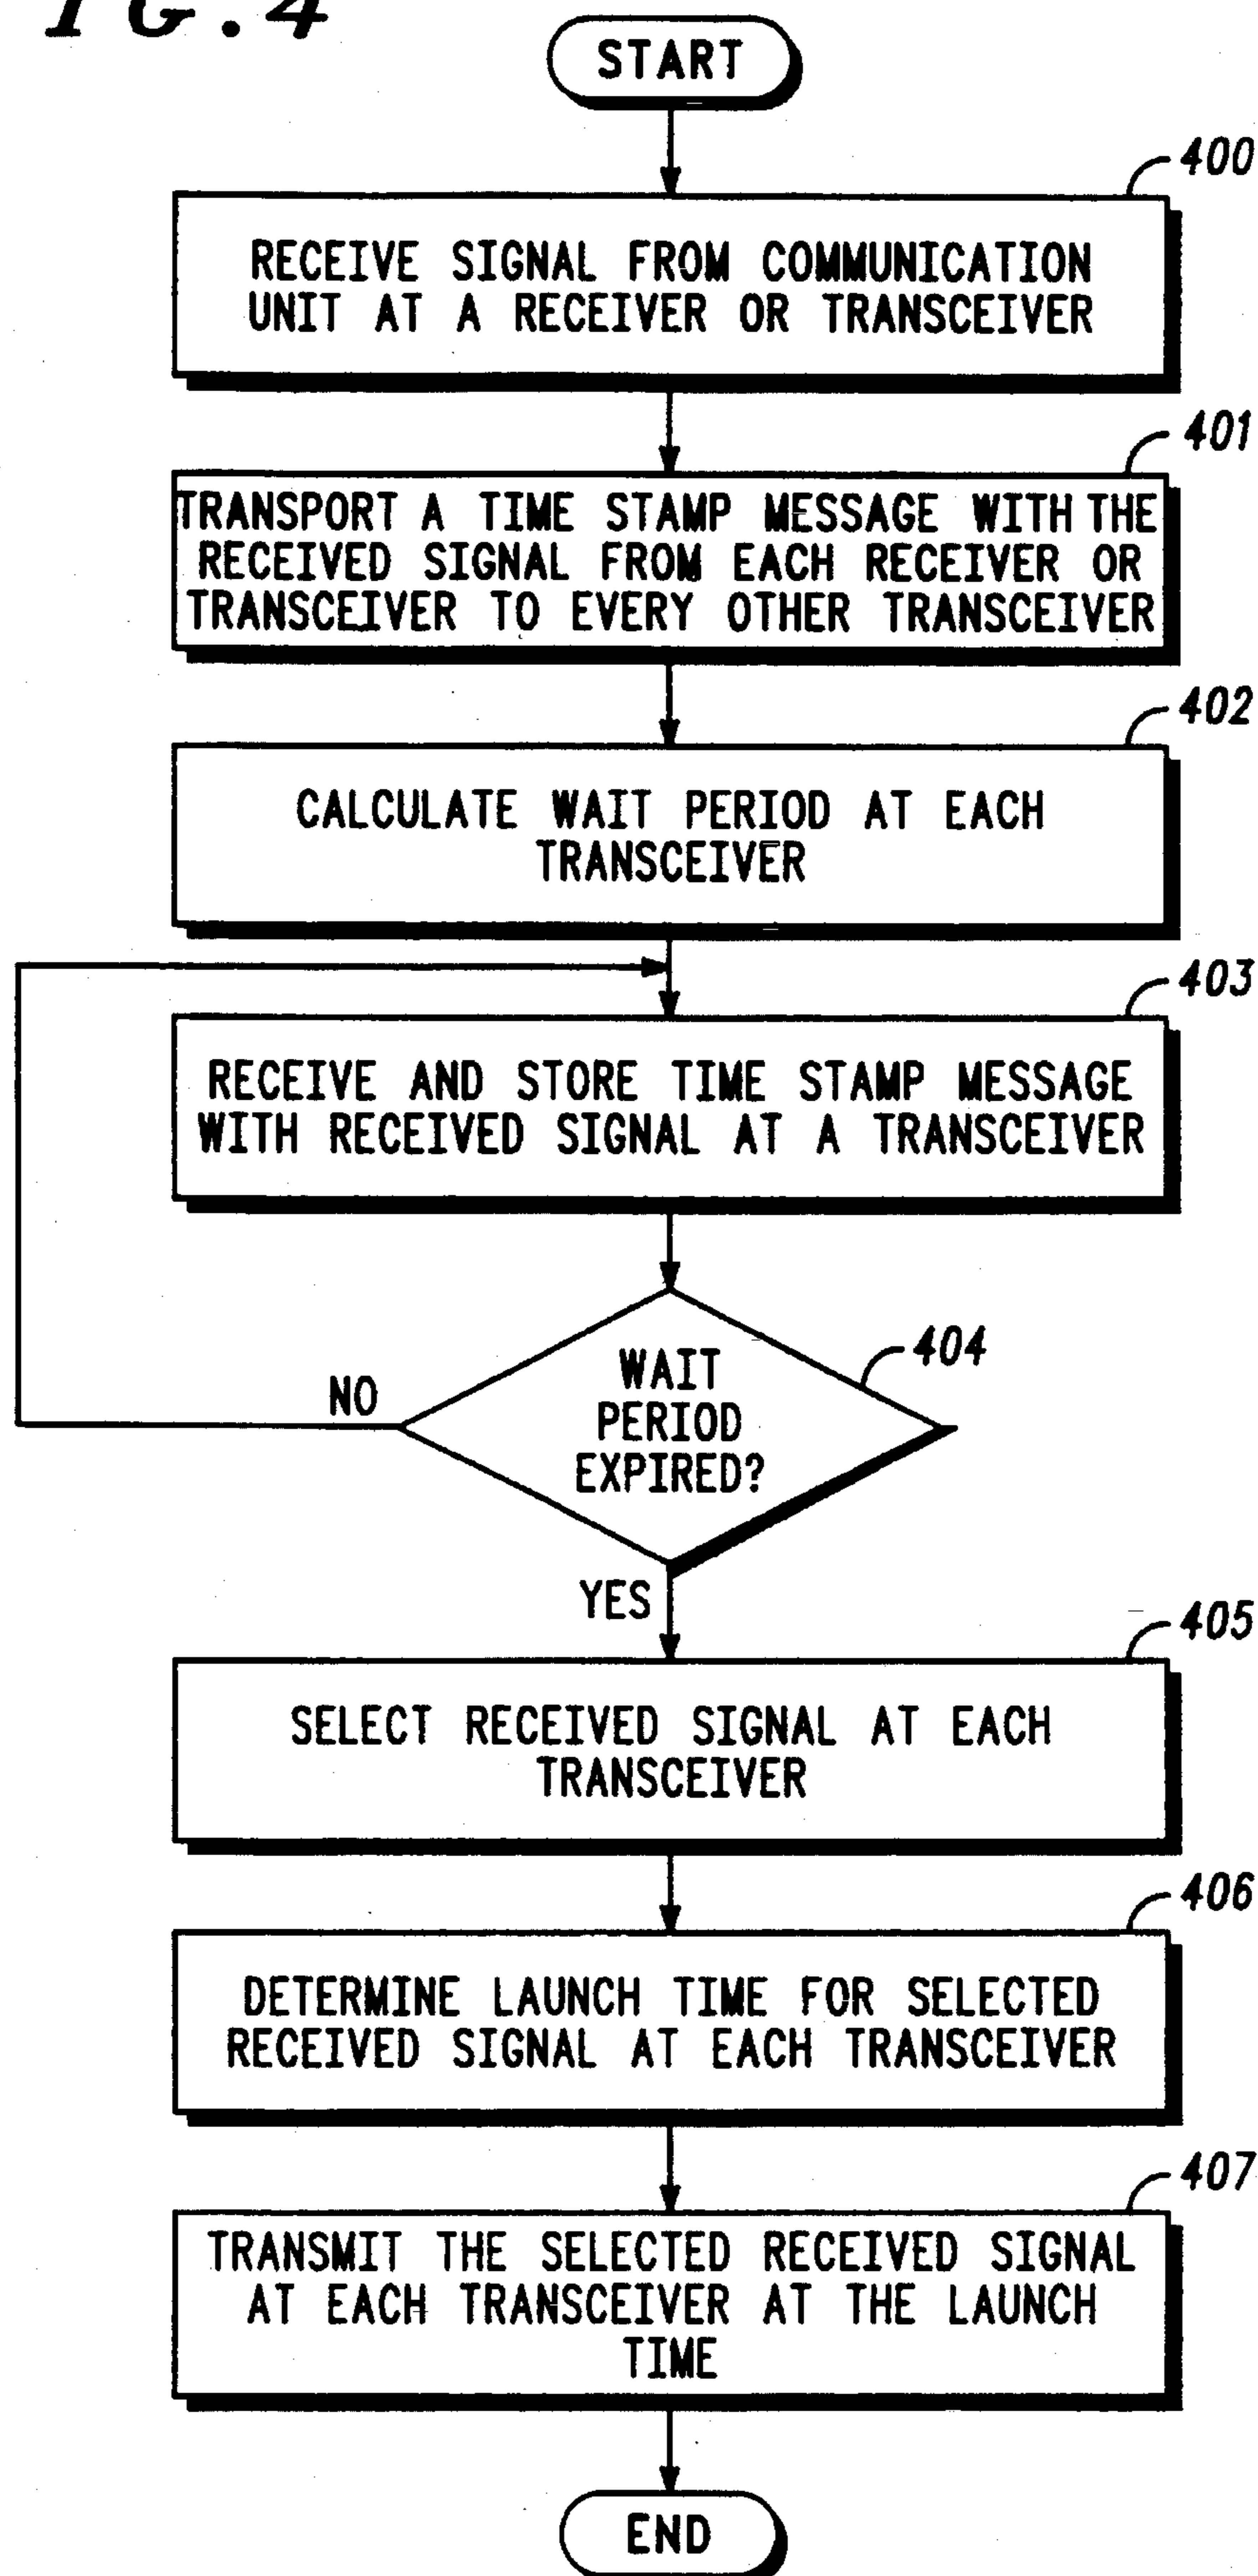 IG.4
START
400
RECEIVE SIGNAL FROM COMMUNICATION
UNIT AT A RECEIVER OR TRANSCEIVER
401
TRANSPORT A TIME STAMP MESSAGE WITH THE
RECEIVED SIGNAL FROM EACH RECEIVER OR
TRANSCEIVER TO EVERY OTHER TRANSCEIVER
402
CALCULATE WAIT PERIOD AT EACH
TRANSCEIVER
403
RECEIVE AND STORE TIME STAMP MESSAGE
WITH RECEIVED SIGNAL AT A TRANSCEIVER
404
WAIT
PERIOD
EXPIRED?
NO
YES
405
SELECT RECEIVED SIGNAL AT EACH
TRANSCEIVER
406
DETERMINE LAUNCH TIME FOR SELECTED
RECEIVED SIGNAL AT EACH TRANSCEIVER
407
TRANSMIT THE SELECTED RECEIVED SIGNAL
AT EACH TRANSCEIVER AT THE LAUNCH
TIME
END